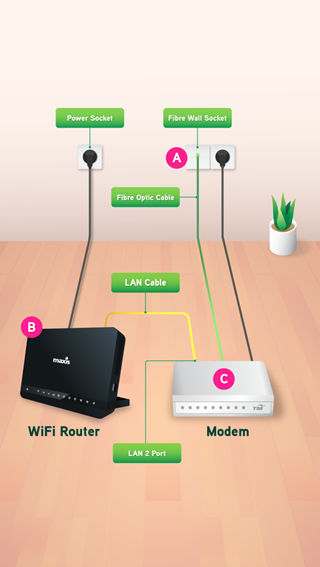 Power Socket
Fibre Wall Socket
A
Fibre Optic Cable
LAN Cable
B
maxis
C
TM
WiFi Router
Modem
LAN 2 Port